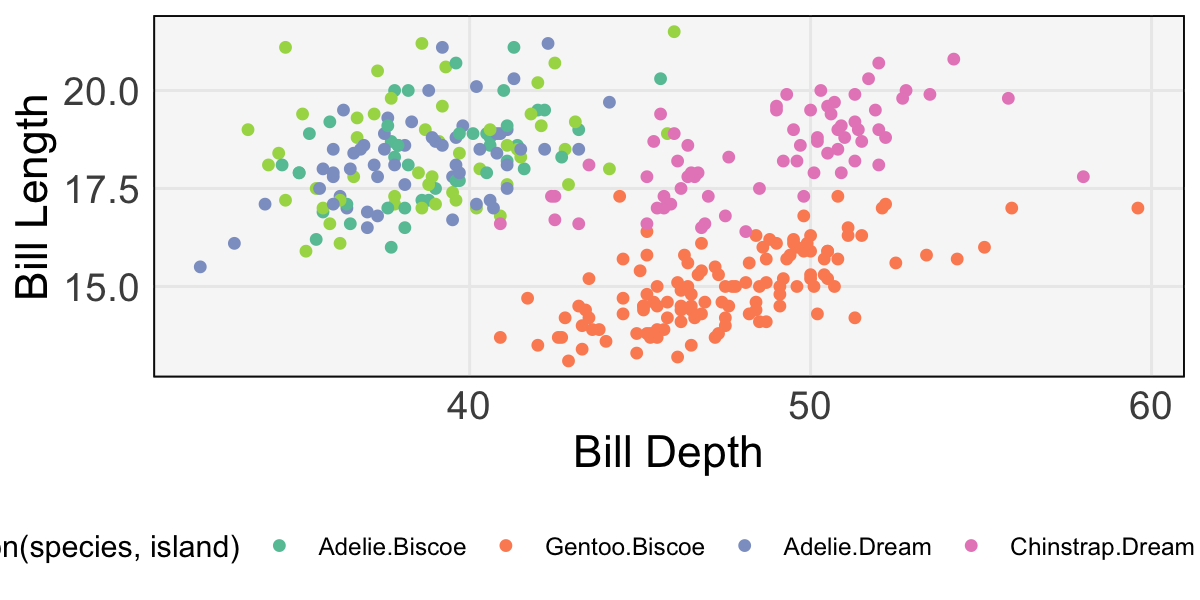 Bill Length
20.0
17.5
15.0
40 50 60
Bill Depth
on(species, island) Adelie.Biscoe Gentoo.Biscoe Adelie.Dream Chinstrap.Dream